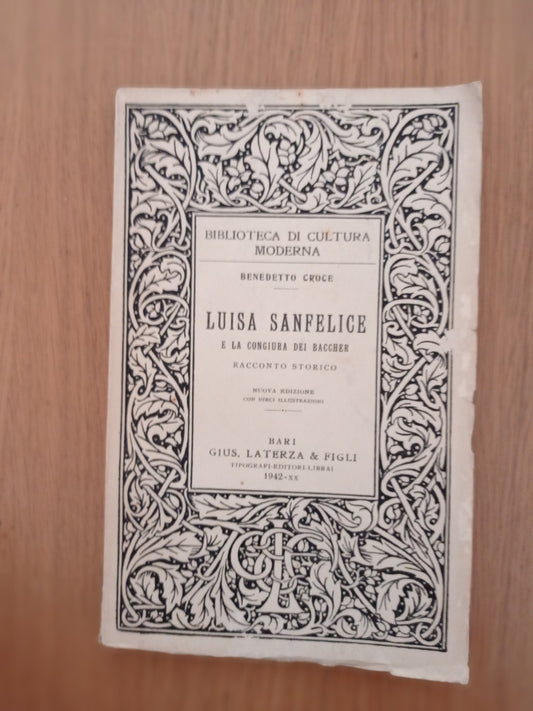 BIBLIOTECA DI CULTURA
MODERNA
BENEDETTO CROCE
LUISA SANFELICE
E LA CONGIURA DEI BACCHER
RACCONTO STORICO
NUOVA EDIZIONE
CON DIECI ILLUSTRAZIONI
BARI
GIUS. LATERZA & FIGLI
TIPOGRAFI-EDITORI-LIBRAI
1942-XX